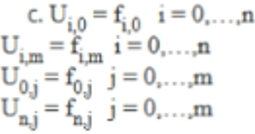 c. U_{i,0} = f_{i,0}   i = 0,...,n
U_{i,m} = f_{i,m}   i = 0,...,n
U_{0,j} = f_{0,j}   j = 0,...,m
U_{n,j} = f_{n,j}   j = 0,...,m